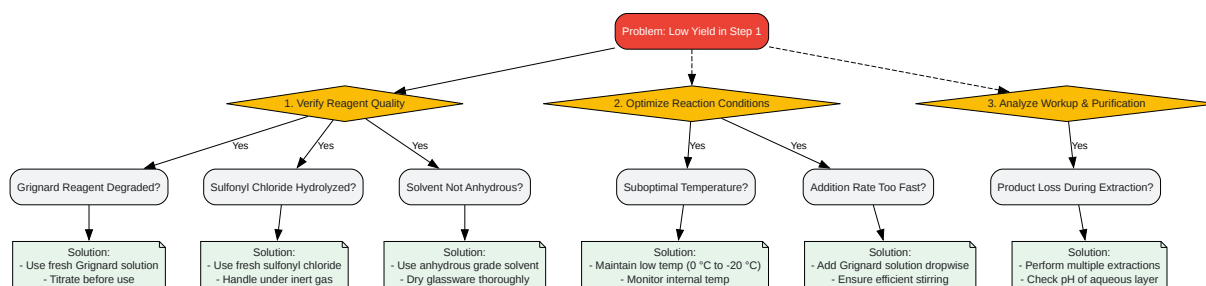 Problem: Low Yield in Step 1
1. Verify Reagent Quality
2. Optimize Reaction Conditions
3. Analyze Workup & Purification
Yes
Yes
Yes
Yes
Yes
Yes
Grignard Reagent Degraded?
Sulfonyl Chloride Hydrolyzed?
Solvent Not Anhydrous?
Suboptimal Temperature?
Addition Rate Too Fast?
Product Loss During Extraction?
Solution:
- Use fresh Grignard solution
- Titrate before use
Solution:
- Use fresh sulfonyl chloride
- Handle under inert gas
Solution:
- Use anhydrous grade solvent
- Dry glassware thoroughly
Solution:
- Maintain low temp (0 °C to -20 °C)
- Monitor internal temp
Solution:
- Add Grignard solution dropwise
- Ensure efficient stirring
Solution:
- Perform multiple extractions
- Check pH of aqueous layer